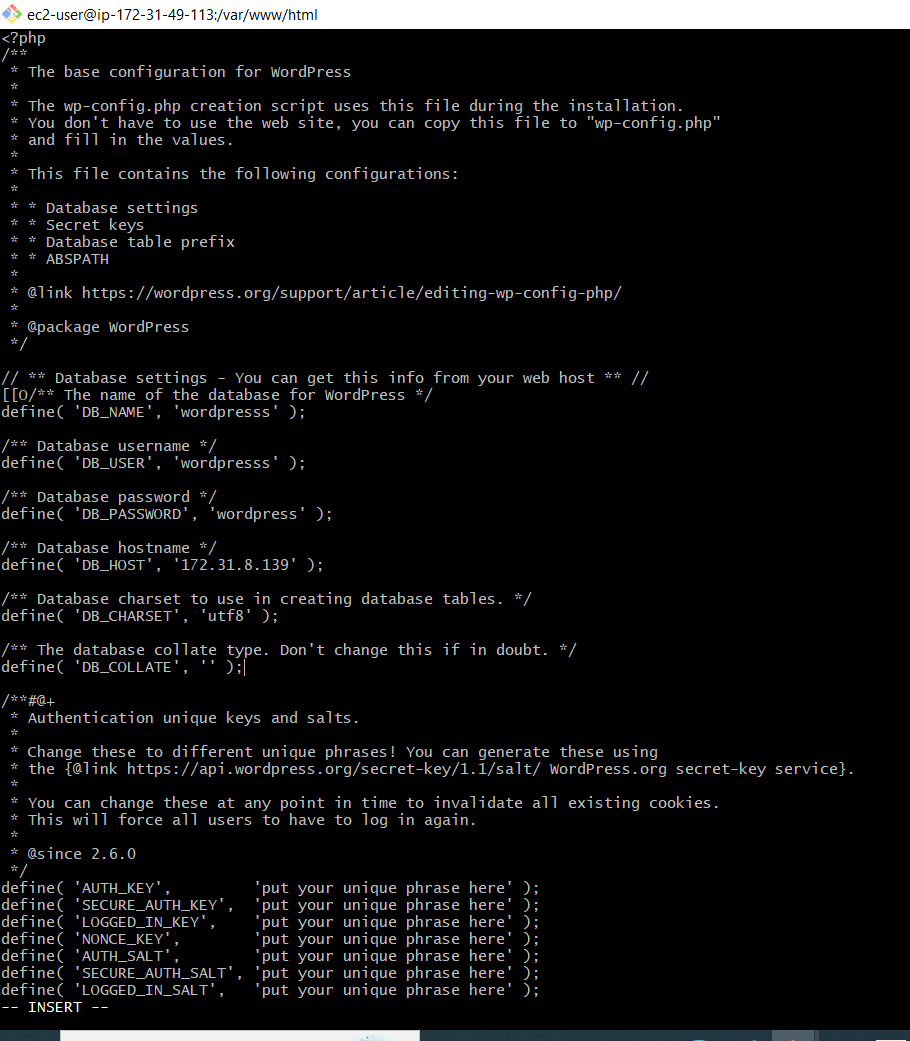 ec2-user@ip-172-31-49-113:/var/www/html
<?php
/**
 * The base configuration for WordPress
 *
 * The wp-config.php creation script uses this file during the installation.
 * You don't have to use the web site, you can copy this file to "wp-config.php"
 * and fill in the values.
 *
 * This file contains the following configurations:
 *
 * * Database settings
 * * Secret keys
 * * Database table prefix
 * * ABSPATH
 *
 * @link https://wordpress.org/support/article/editing-wp-config-php/
 *
 * @package WordPress
 */

// ** Database settings - You can get this info from your web host ** //
[[O/** The name of the database for WordPress */
define( 'DB_NAME', 'wordpresss' );

/** Database username */
define( 'DB_USER', 'wordpresss' );

/** Database password */
define( 'DB_PASSWORD', 'wordpress' );

/** Database hostname */
define( 'DB_HOST', '172.31.8.139' );

/** Database charset to use in creating database tables. */
define( 'DB_CHARSET', 'utf8' );

/** The database collate type. Don't change this if in doubt. */
define( 'DB_COLLATE', '' );

/**#@+
 * Authentication unique keys and salts.
 *
 * Change these to different unique phrases! You can generate these using
 * the {@link https://api.wordpress.org/secret-key/1.1/salt/ WordPress.org secret-key service}.
 *
 * You can change these at any point in time to invalidate all existing cookies.
 * This will force all users to have to log in again.
 *
 * @since 2.6.0
 */
define( 'AUTH_KEY',         'put your unique phrase here' );
define( 'SECURE_AUTH_KEY',  'put your unique phrase here' );
define( 'LOGGED_IN_KEY',    'put your unique phrase here' );
define( 'NONCE_KEY',        'put your unique phrase here' );
define( 'AUTH_SALT',        'put your unique phrase here' );
define( 'SECURE_AUTH_SALT', 'put your unique phrase here' );
define( 'LOGGED_IN_SALT',   'put your unique phrase here' );
-- INSERT --